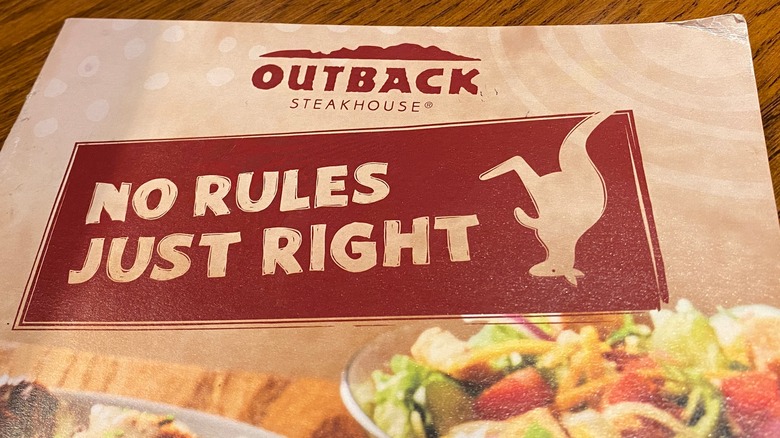 OUTBACK
STEAKHOUSE®
NO RULES
JUST RIGHT